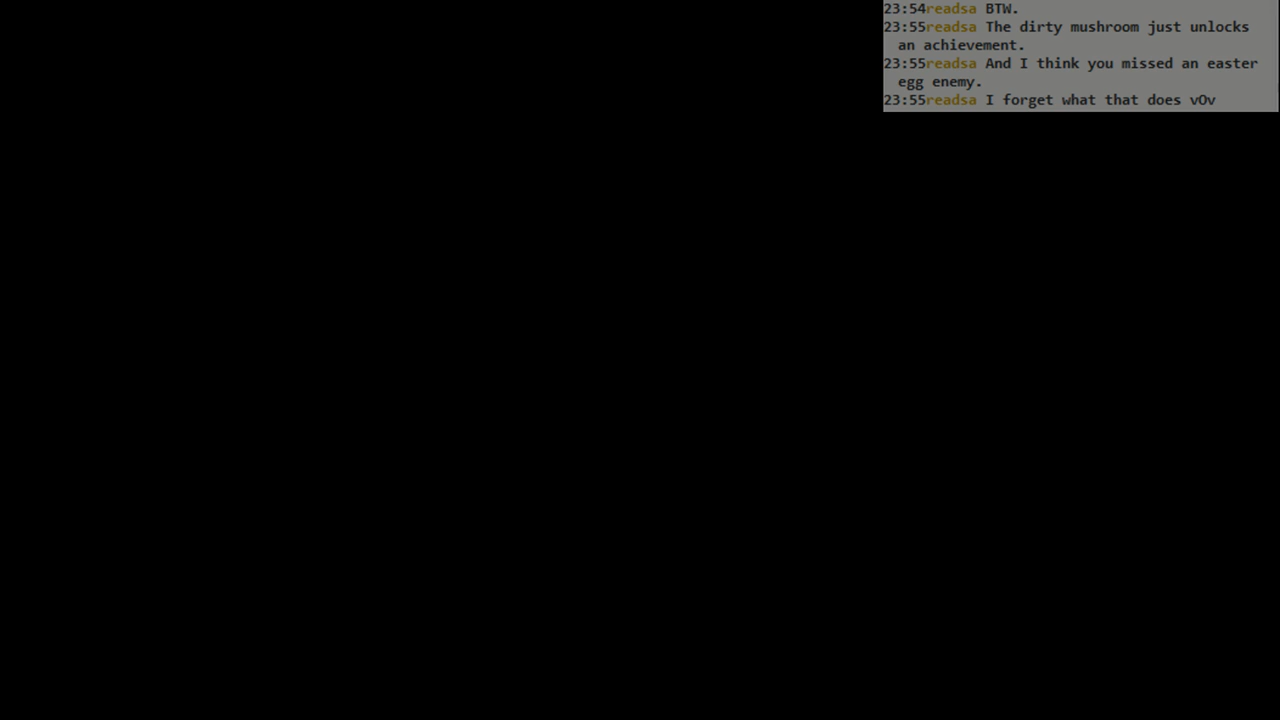 23:54readsa BTW.
23:55readsa The dirty mushroom just unlocks
an achievement.
23:55readsa And I think you missed an easter
egg enemy.
23:55readsa I forget what that does vOv